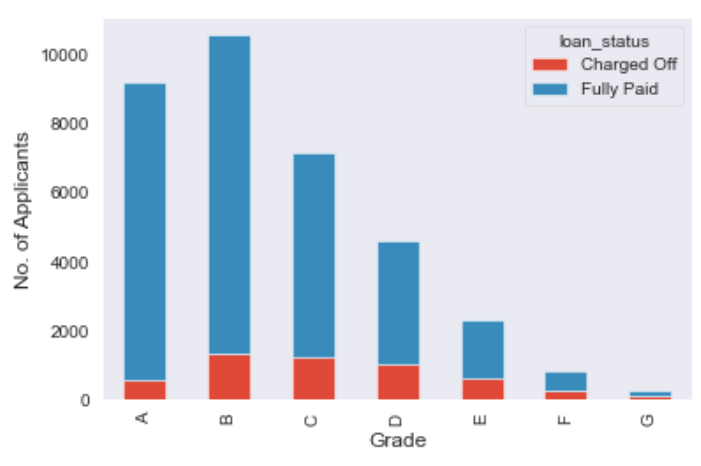 10000
8000
6000
4000
2000
0
No. of Applicants
loan_status
Charged Off
Fully Paid
A
B
C
D
E
F
G
Grade